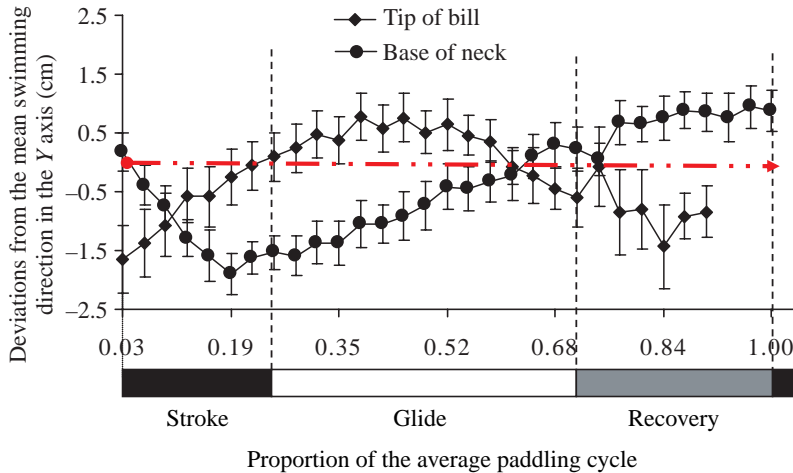 Deviations from the mean swimming
direction in the Y axis (cm)
2.5
1.5
0.5
−0.5
−1.5
−2.5
Tip of bill
Base of neck
0.03 0.19 0.35 0.52 0.68 0.84 1.00
Stroke Glide Recovery
Proportion of the average paddling cycle